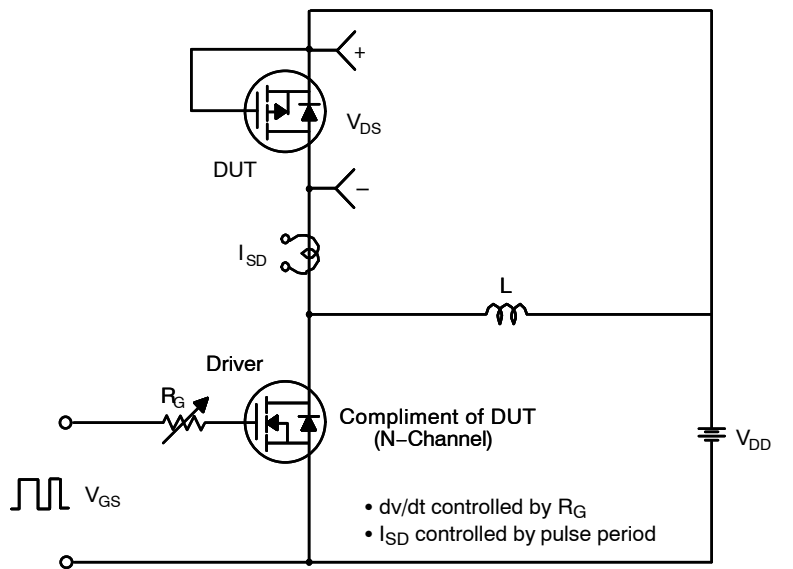 +
V_DS
DUT
−
I_SD
L
Driver
R_G
Compliment of DUT
(N−Channel)
V_DD
V_GS
• dv/dt controlled by R_G
• I_SD controlled by pulse period